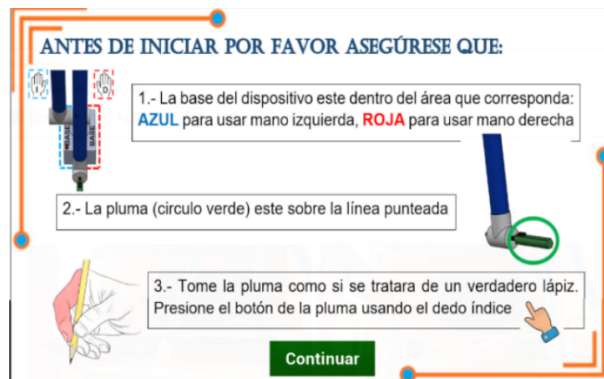 ANTES DE INICIAR POR FAVOR ASEGÚRESE QUE:
I
D
1.- La base del dispositivo este dentro del área que corresponda:
AZUL para usar mano izquierda, ROJA para usar mano derecha
BASE
BASE
2.- La pluma (circulo verde) este sobre la línea punteada
3.- Tome la pluma como si se tratara de un verdadero lápiz.
Presione el botón de la pluma usando el dedo índice
Continuar